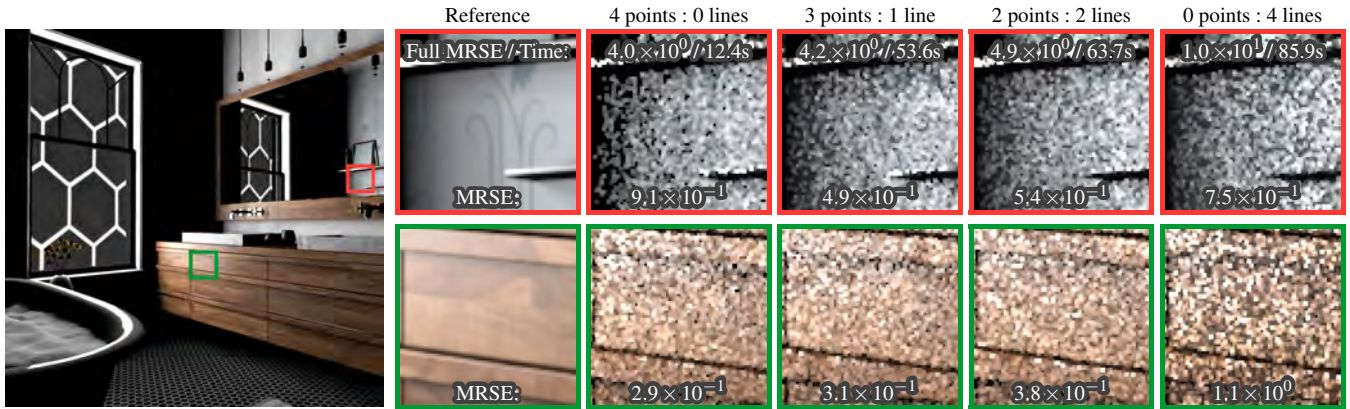 Reference 4 points : 0 lines 3 points : 1 line 2 points : 2 lines 0 points : 4 lines
Full MRSE / Time: 4.0 × 10⁰ / 12.4s 4.2 × 10⁰ / 53.6s 4.9 × 10⁰ / 63.7s 1.0 × 10¹ / 85.9s
MRSE: 9.1 × 10⁻¹ 4.9 × 10⁻¹ 5.4 × 10⁻¹ 7.5 × 10⁻¹
MRSE: 2.9 × 10⁻¹ 3.1 × 10⁻¹ 3.8 × 10⁻¹ 1.1 × 10⁰